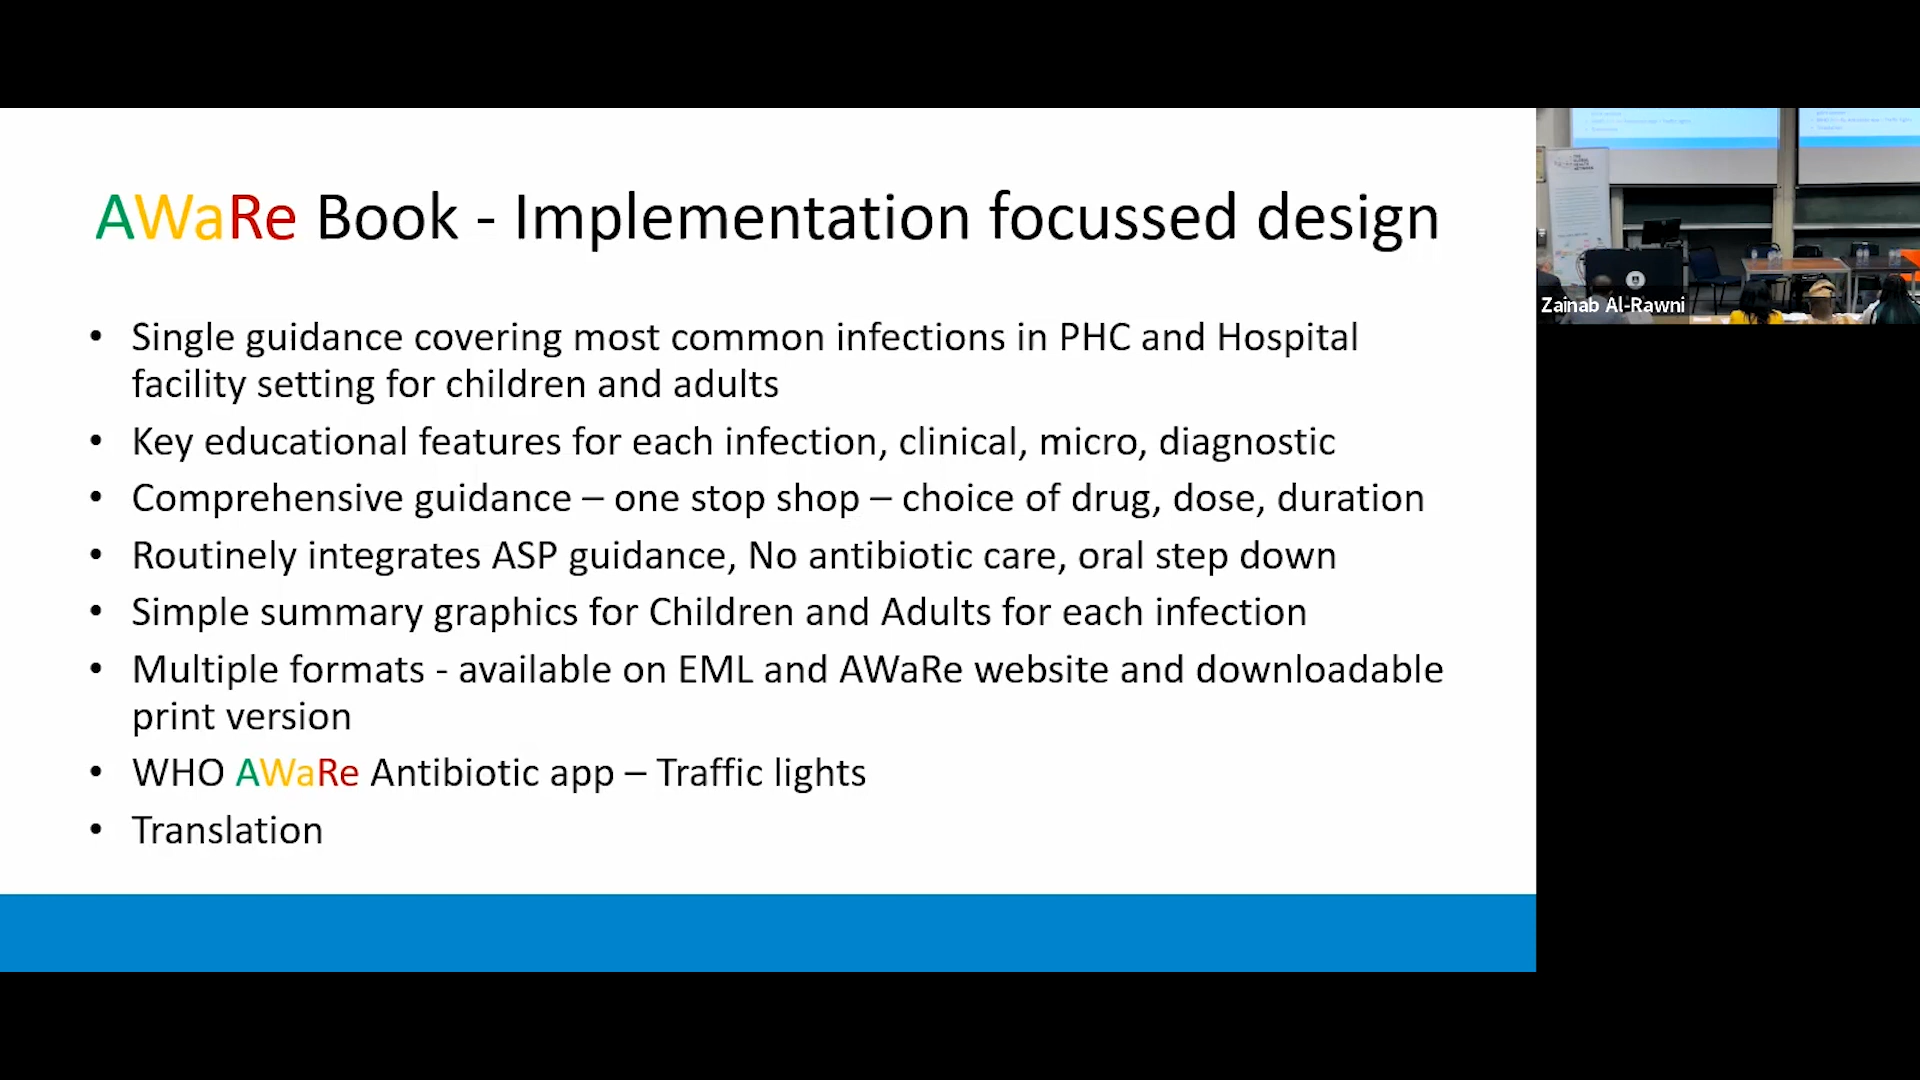 AWaRe Book - Implementation focussed design
• Single guidance covering most common infections in PHC and Hospital
facility setting for children and adults
• Key educational features for each infection, clinical, micro, diagnostic
• Comprehensive guidance – one stop shop – choice of drug, dose, duration
• Routinely integrates ASP guidance, No antibiotic care, oral step down
• Simple summary graphics for Children and Adults for each infection
• Multiple formats - available on EML and AWaRe website and downloadable
print version
• WHO AWaRe Antibiotic app – Traffic lights
• Translation
THE
GLOBAL
HEALTH
NETWORK
Zainab Al-Rawni